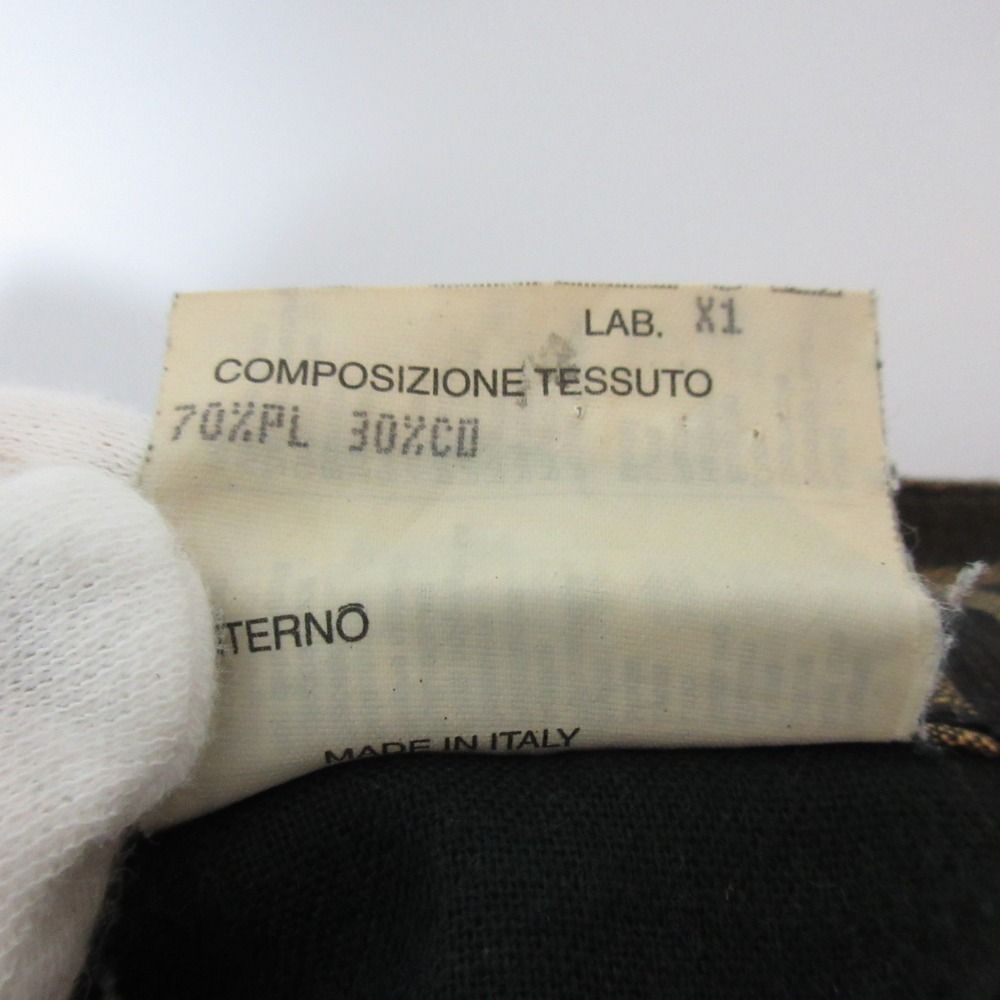 LAB. X1
COMPOSIZIONE TESSUTO
70%PL 30%CO
ETERNO
MADE IN ITALY